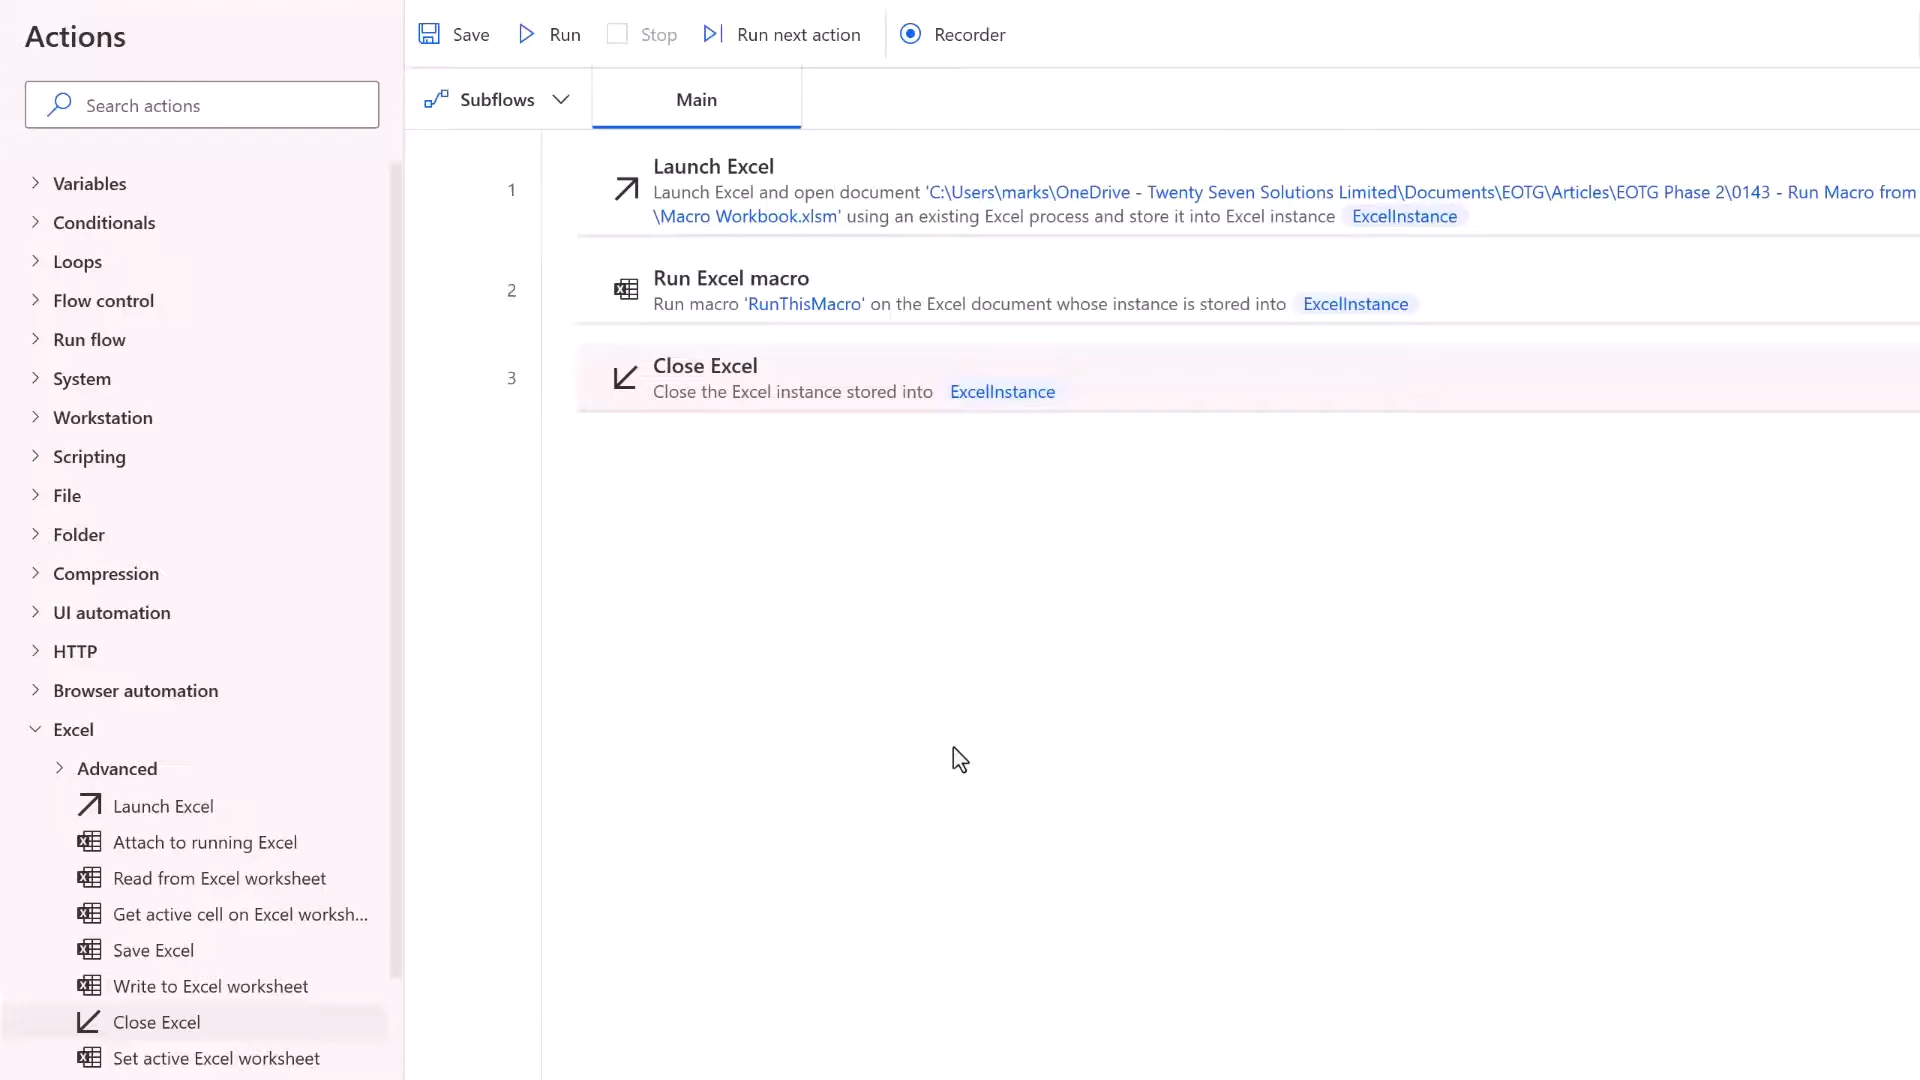 Actions
Search actions
Variables
Conditionals
Loops
Flow control
Run flow
System
Workstation
Scripting
File
Folder
Compression
UI automation
HTTP
Browser automation
Excel
Advanced
Launch Excel
Attach to running Excel
Read from Excel worksheet
Get active cell on Excel worksh...
Save Excel
Write to Excel worksheet
Close Excel
Set active Excel worksheet
Save Run Stop Run next action Recorder
Subflows Main
1
Launch Excel
Launch Excel and open document 'C:\Users\marks\OneDrive - Twenty Seven Solutions Limited\Documents\EOTG\Articles\EOTG Phase 2\0143 - Run Macro from
\Macro Workbook.xlsm' using an existing Excel process and store it into Excel instance ExcelInstance
2
Run Excel macro
Run macro 'RunThisMacro' on the Excel document whose instance is stored into ExcelInstance
3
Close Excel
Close the Excel instance stored into ExcelInstance